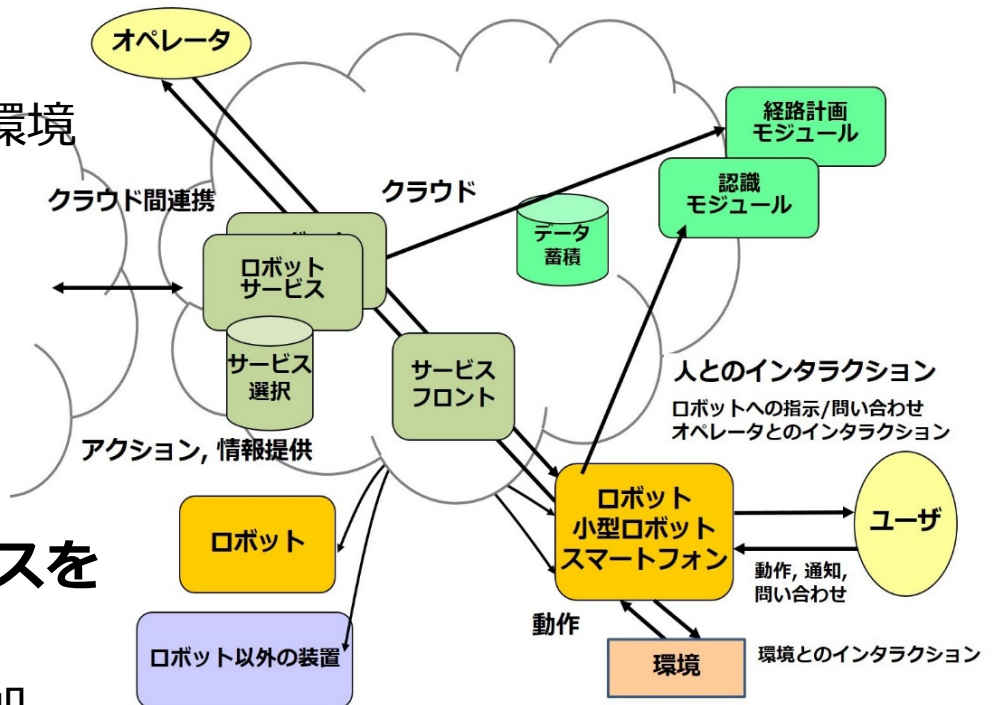 オペレータ
環境
クラウド間連携
クラウド
経路計画
モジュール
認識
モジュール
データ
蓄積
ロボット
サービス
サービス
選択
サービス
フロント
アクション, 情報提供
人とのインタラクション
ロボットへの指示/問い合わせ
オペレータとのインタラクション
ロボット
ロボット
小型ロボット
スマートフォン
ユーザ
動作, 通知,
問い合わせ
スを
動作
ロボット以外の装置
環境
環境とのインタラクション